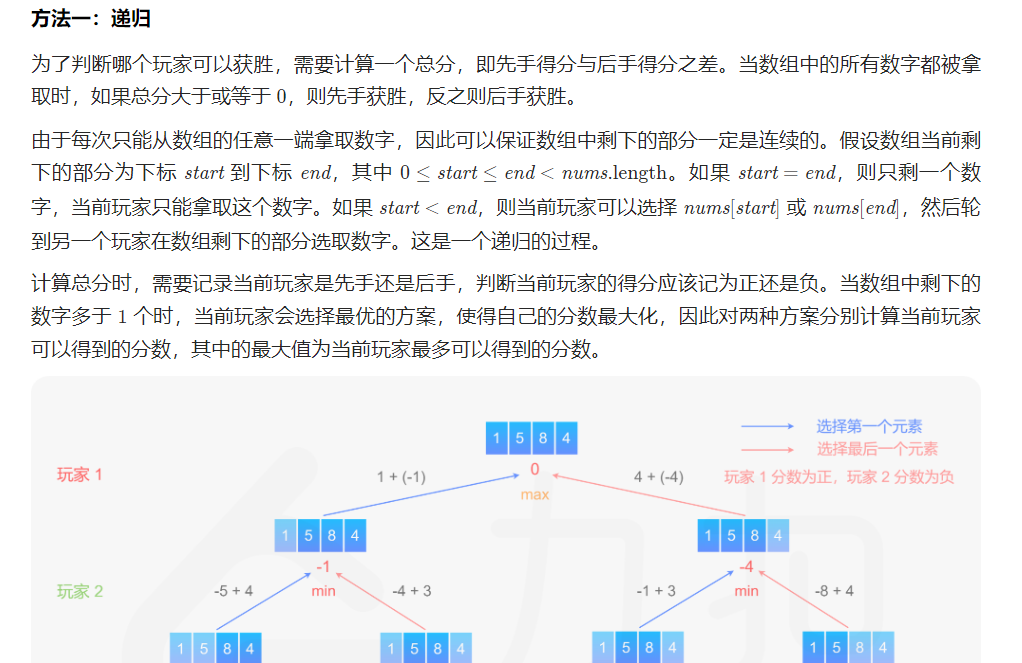 方法一：递归
为了判断哪个玩家可以获胜，需要计算一个总分，即先手得分与后手得分之差。当数组中的所有数字都被拿
取时，如果总分大于或等于 0，则先手获胜，反之则后手获胜。
由于每次只能从数组的任意一端拿取数字，因此可以保证数组中剩下的部分一定是连续的。假设数组当前剩
下的部分为下标 start 到下标 end，其中 0 ≤ start ≤ end < nums.length。如果 start = end，则只剩一个数
字，当前玩家只能拿取这个数字。如果 start < end，则当前玩家可以选择 nums[start] 或 nums[end]，然后轮
到另一个玩家在数组剩下的部分选取数字。这是一个递归的过程。
计算总分时，需要记录当前玩家是先手还是后手，判断当前玩家的得分应该记为正还是负。当数组中剩下的
数字多于 1 个时，当前玩家会选择最优的方案，使得自己的分数最大化，因此对两种方案分别计算当前玩家
可以得到的分数，其中的最大值为当前玩家最多可以得到的分数。
1 5 8 4
选择第一个元素
选择最后一个元素
玩家 1
1 + (-1)
0
4 + (-4)
玩家 1 分数为正，玩家 2 分数为负
max
1 5 8 4
1 5 8 4
-1
-4
玩家 2
-5 + 4
min
-4 + 3
-1 + 3
min
-8 + 4
1 5 8 4
1 5 8 4
1 5 8 4
1 5 8 4